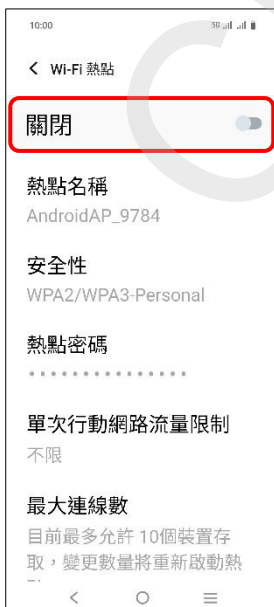 10:00 5G
Wi-Fi 熱點
關閉
熱點名稱
AndroidAP_9784
安全性
WPA2/WPA3-Personal
熱點密碼
***************
單次行動網路流量限制
不限
最大連線數
目前最多允許 10個裝置存
取，變更數量將重新啟動熱